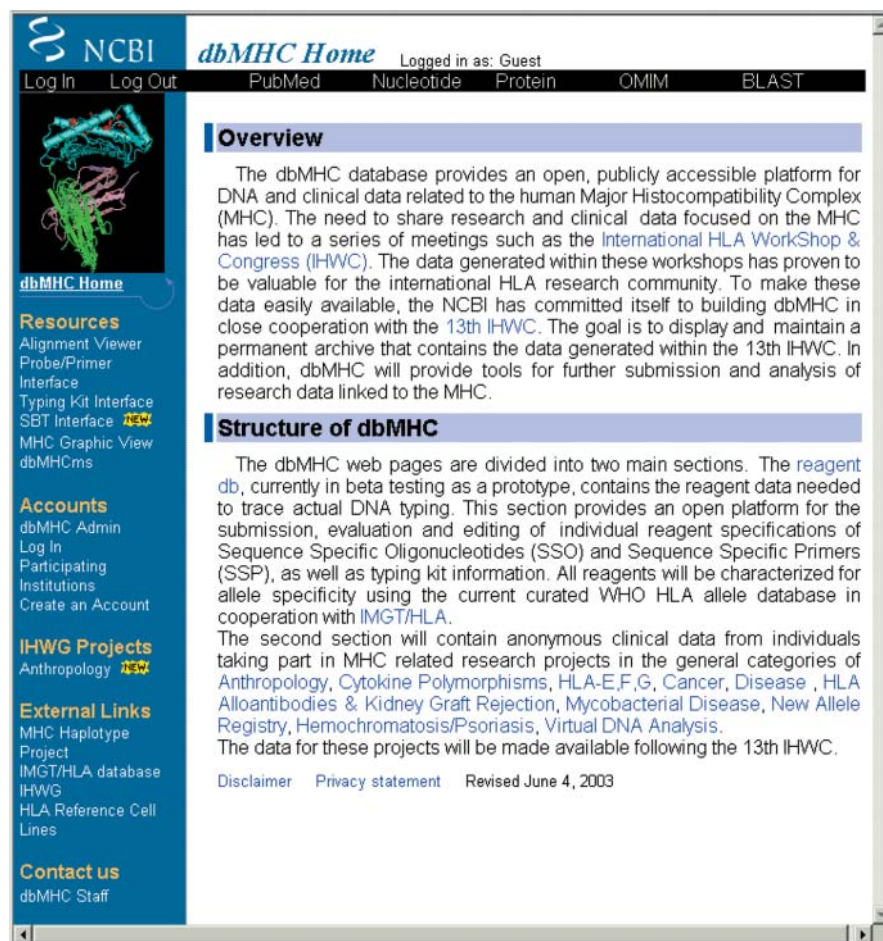 NCBI
dbMHC Home
Logged in as: Guest
Log In Log Out PubMed Nucleotide Protein OMIM BLAST
dbMHC Home
Resources
Alignment Viewer
Probe/Primer
Interface
Typing Kit Interface
SBT Interface NEW!
MHC Graphic View
dbMHCms
Accounts
dbMHC Admin
Log In
Participating
Institutions
Create an Account
IHWG Projects
Anthropology NEW!
External Links
MHC Haplotype
Project
IMGT/HLA database
IHWG
HLA Reference Cell
Lines
Contact us
dbMHC Staff
Overview
The dbMHC database provides an open, publicly accessible platform for
DNA and clinical data related to the human Major Histocompatibility Complex
(MHC). The need to share research and clinical data focused on the MHC
has led to a series of meetings such as the International HLA WorkShop &
Congress (IHWC). The data generated within these workshops has proven to
be valuable for the international HLA research community. To make these
data easily available, the NCBI has committed itself to building dbMHC in
close cooperation with the 13th IHWC. The goal is to display and maintain a
permanent archive that contains the data generated within the 13th IHWC. In
addition, dbMHC will provide tools for further submission and analysis of
research data linked to the MHC.
Structure of dbMHC
The dbMHC web pages are divided into two main sections. The reagent
db, currently in beta testing as a prototype, contains the reagent data needed
to trace actual DNA typing. This section provides an open platform for the
submission, evaluation and editing of individual reagent specifications of
Sequence Specific Oligonucleotides (SSO) and Sequence Specific Primers
(SSP), as well as typing kit information. All reagents will be characterized for
allele specificity using the current curated WHO HLA allele database in
cooperation with IMGT/HLA.
The second section will contain anonymous clinical data from individuals
taking part in MHC related research projects in the general categories of
Anthropology, Cytokine Polymorphisms, HLA-E,F,G, Cancer, Disease , HLA
Alloantibodies & Kidney Graft Rejection, Mycobacterial Disease, New Allele
Registry, Hemochromatosis/Psoriasis, Virtual DNA Analysis.
The data for these projects will be made available following the 13th IHWC.
Disclaimer Privacy statement Revised June 4, 2003